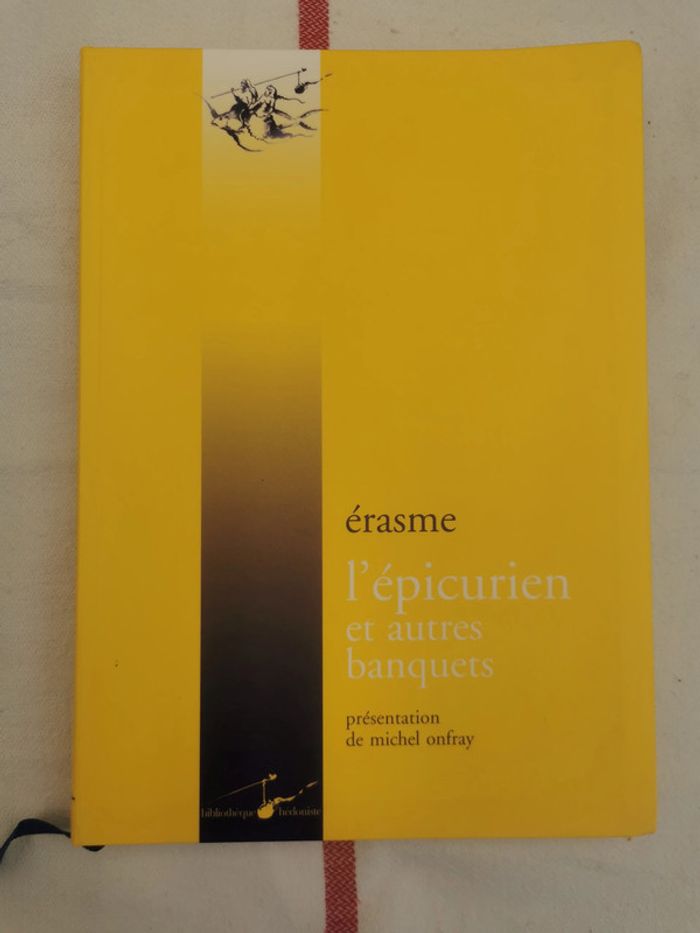 érasme
l'épicurien
et autres
banquets
présentation
de michel onfray
bibliothèque hédoniste